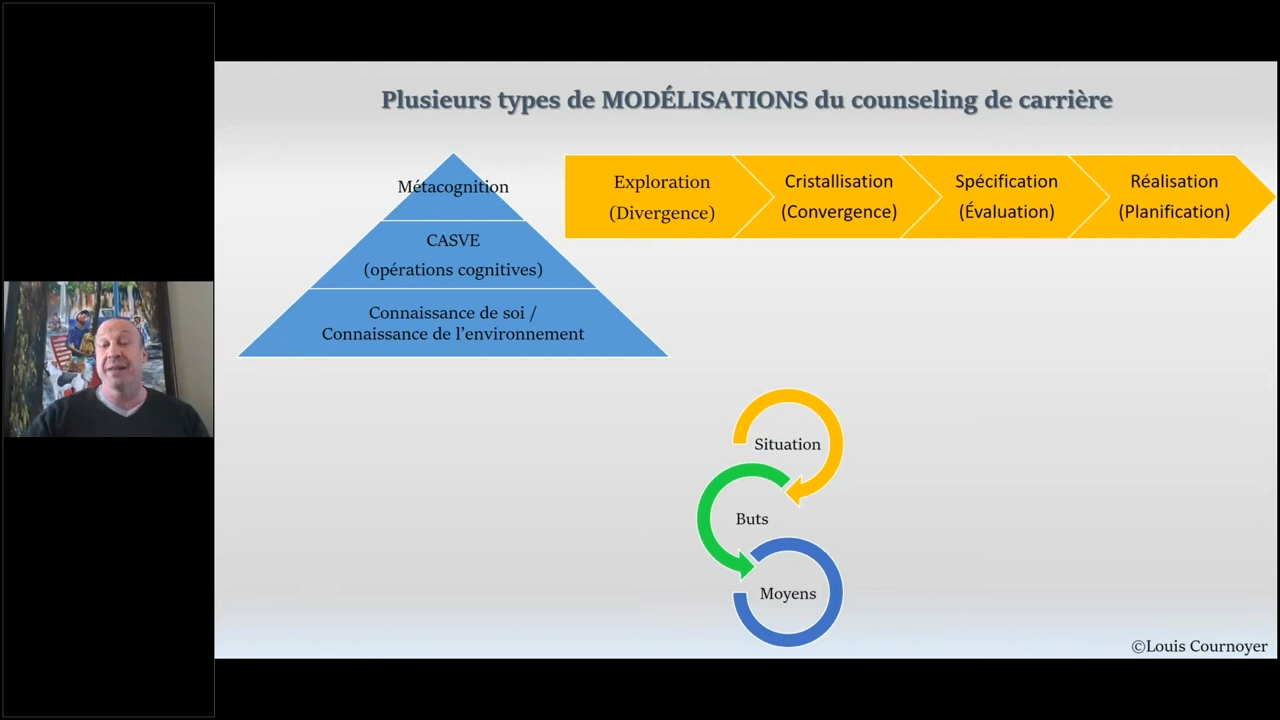 Plusieurs types de MODÉLISATIONS du counseling de carrière
Métacognition
CASVE
(opérations cognitives)
Connaissance de soi /
Connaissance de l'environnement
Exploration
(Divergence)
Cristallisation
(Convergence)
Spécification
(Évaluation)
Réalisation
(Planification)
Situation
Buts
Moyens
©Louis Cournoyer